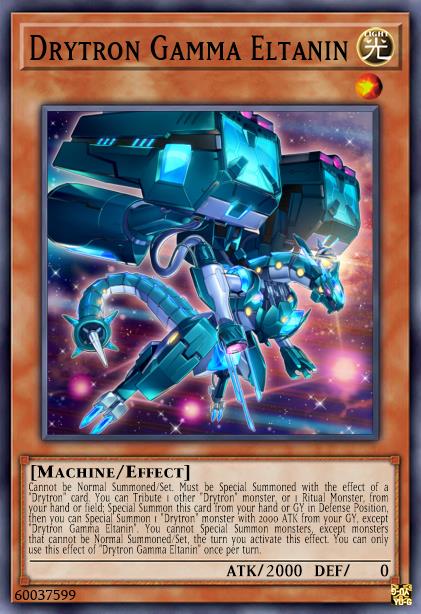 DRYTRON GAMMA ELTANIN
LIGHT
光
[MACHINE/EFFECT]
Cannot be Normal Summoned/Set. Must be Special Summoned with the effect of a
"Drytron" card. You can Tribute 1 other "Drytron" monster, or 1 Ritual Monster, from
your hand or field; Special Summon this card from your hand or GY in Defense Position,
then you can Special Summon 1 "Drytron" monster with 2000 ATK from your GY, except
"Drytron Gamma Eltanin". You cannot Special Summon monsters, except monsters
that cannot be Normal Summoned/Set, the turn you activate this effect. You can only
use this effect of "Drytron Gamma Eltanin" once per turn.
ATK/2000 DEF/ 0
60037599